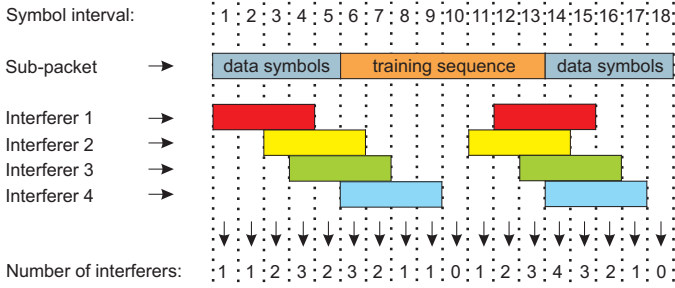 Symbol interval: 1 2 3 4 5 6 7 8 9 10 11 12 13 14 15 16 17 18
Sub-packet data symbols training sequence data symbols
Interferer 1
Interferer 2
Interferer 3
Interferer 4
Number of interferers: 1 1 2 3 2 3 2 1 1 0 1 2 3 4 3 2 1 0